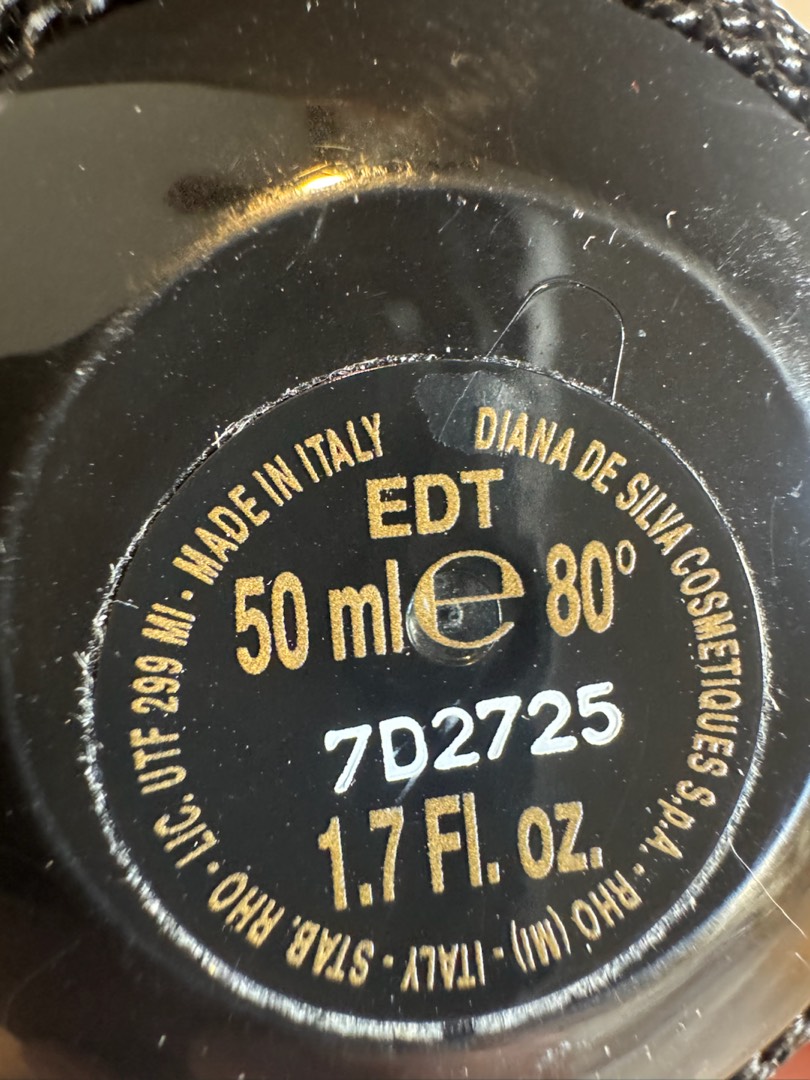 DIANA DE SILVA COSMETIQUES S.p.A. - RHO (MI) - ITALY - STAB. RHO - LIC. UTF 299 MI - MADE IN ITALY
EDT
50 ml e 80°
7D2725
1.7 Fl. oz.